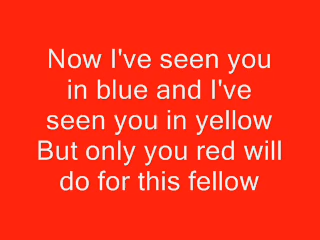 Now I've seen you
in blue and I've
seen you in yellow
But only you red will
do for this fellow